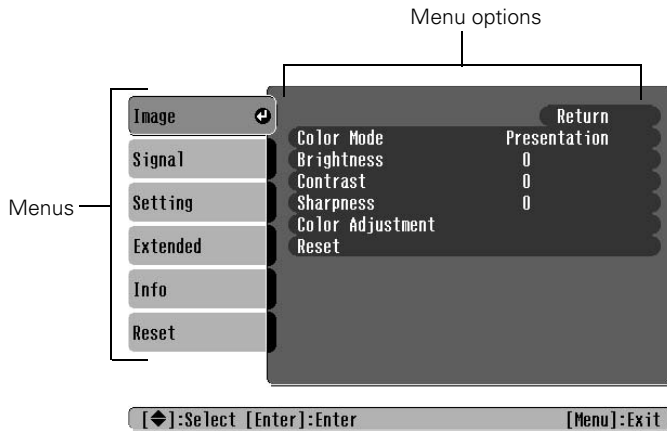 Menu options
Menus
Image
Signal
Setting
Extended
Info
Reset
Return
Color Mode Presentation
Brightness 0
Contrast 0
Sharpness 0
Color Adjustment
Reset
[◆]:Select [Enter]:Enter [Menu]:Exit